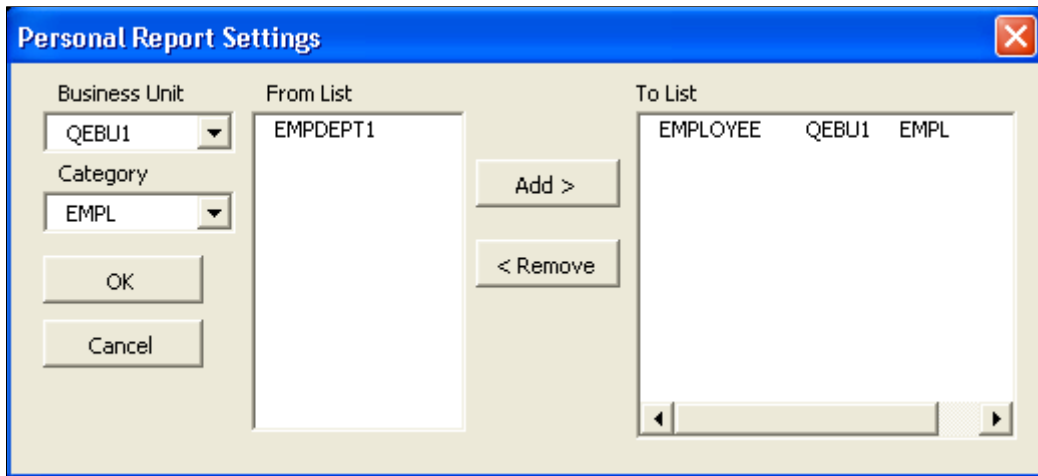 Personal Report Settings
Business Unit
From List
To List
QEBU1
EMPDEPT1
EMPLOYEE QEBU1 EMPL
Category
Add >
EMPL
< Remove
OK
Cancel